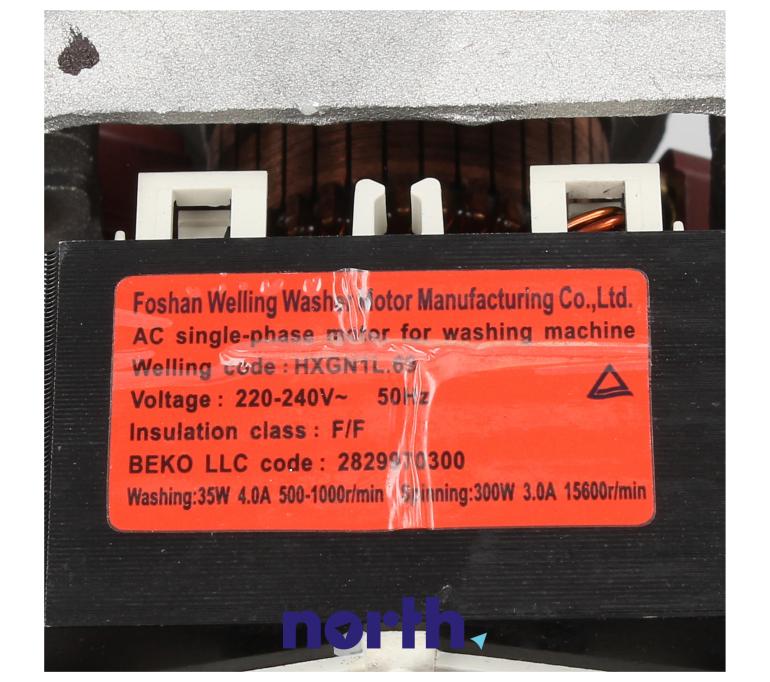 Foshan Welling Washer Motor Manufacturing Co.,Ltd.
AC single-phase motor for washing machine
Welling code : HXGN1L.
Voltage : 220-240V~ 50Hz
Insulation class : F/F
BEKO LLC code : 2829970300
Washing:35W 4.0A 500-1000r/min Spinning:300W 3.0A 15600r/min
north.